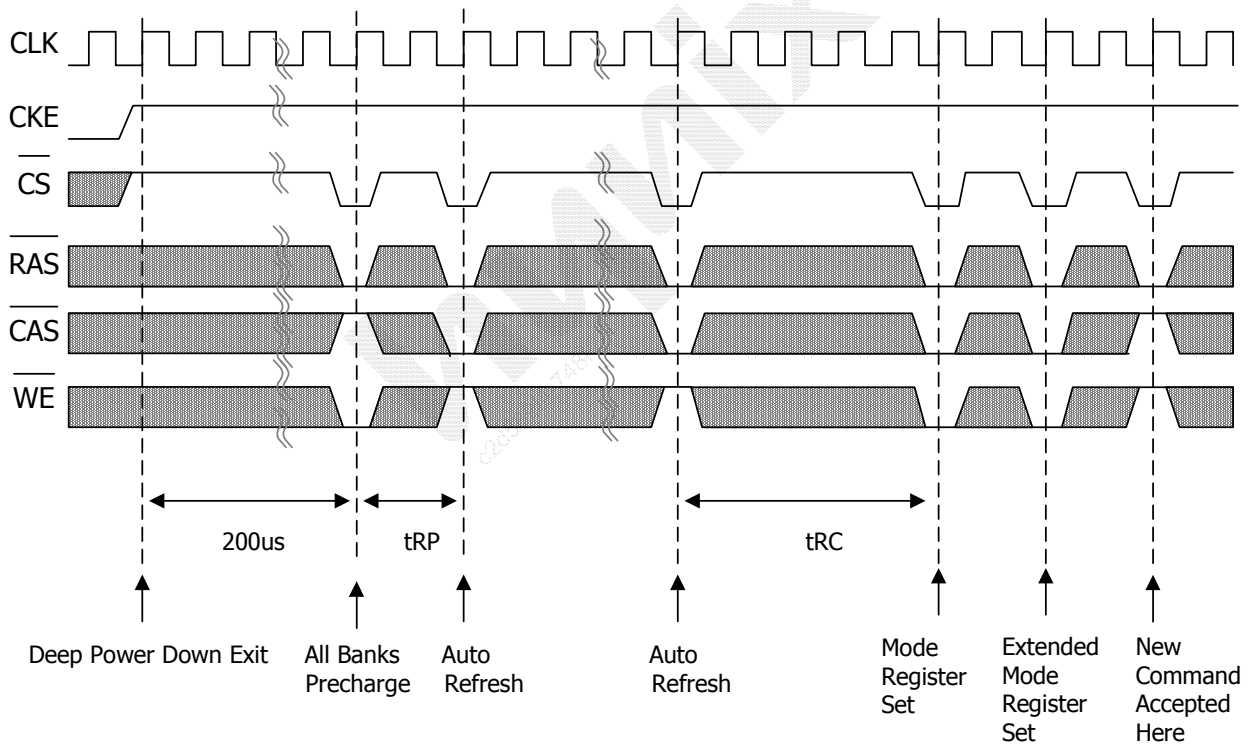 CLK
CKE
CS
RAS
CAS
WE
200us
tRP
tRC
Deep Power Down Exit
All Banks
Precharge
Auto
Refresh
Auto
Refresh
Mode
Register
Set
Extended
Mode
Register
Set
New
Command
Accepted
Here